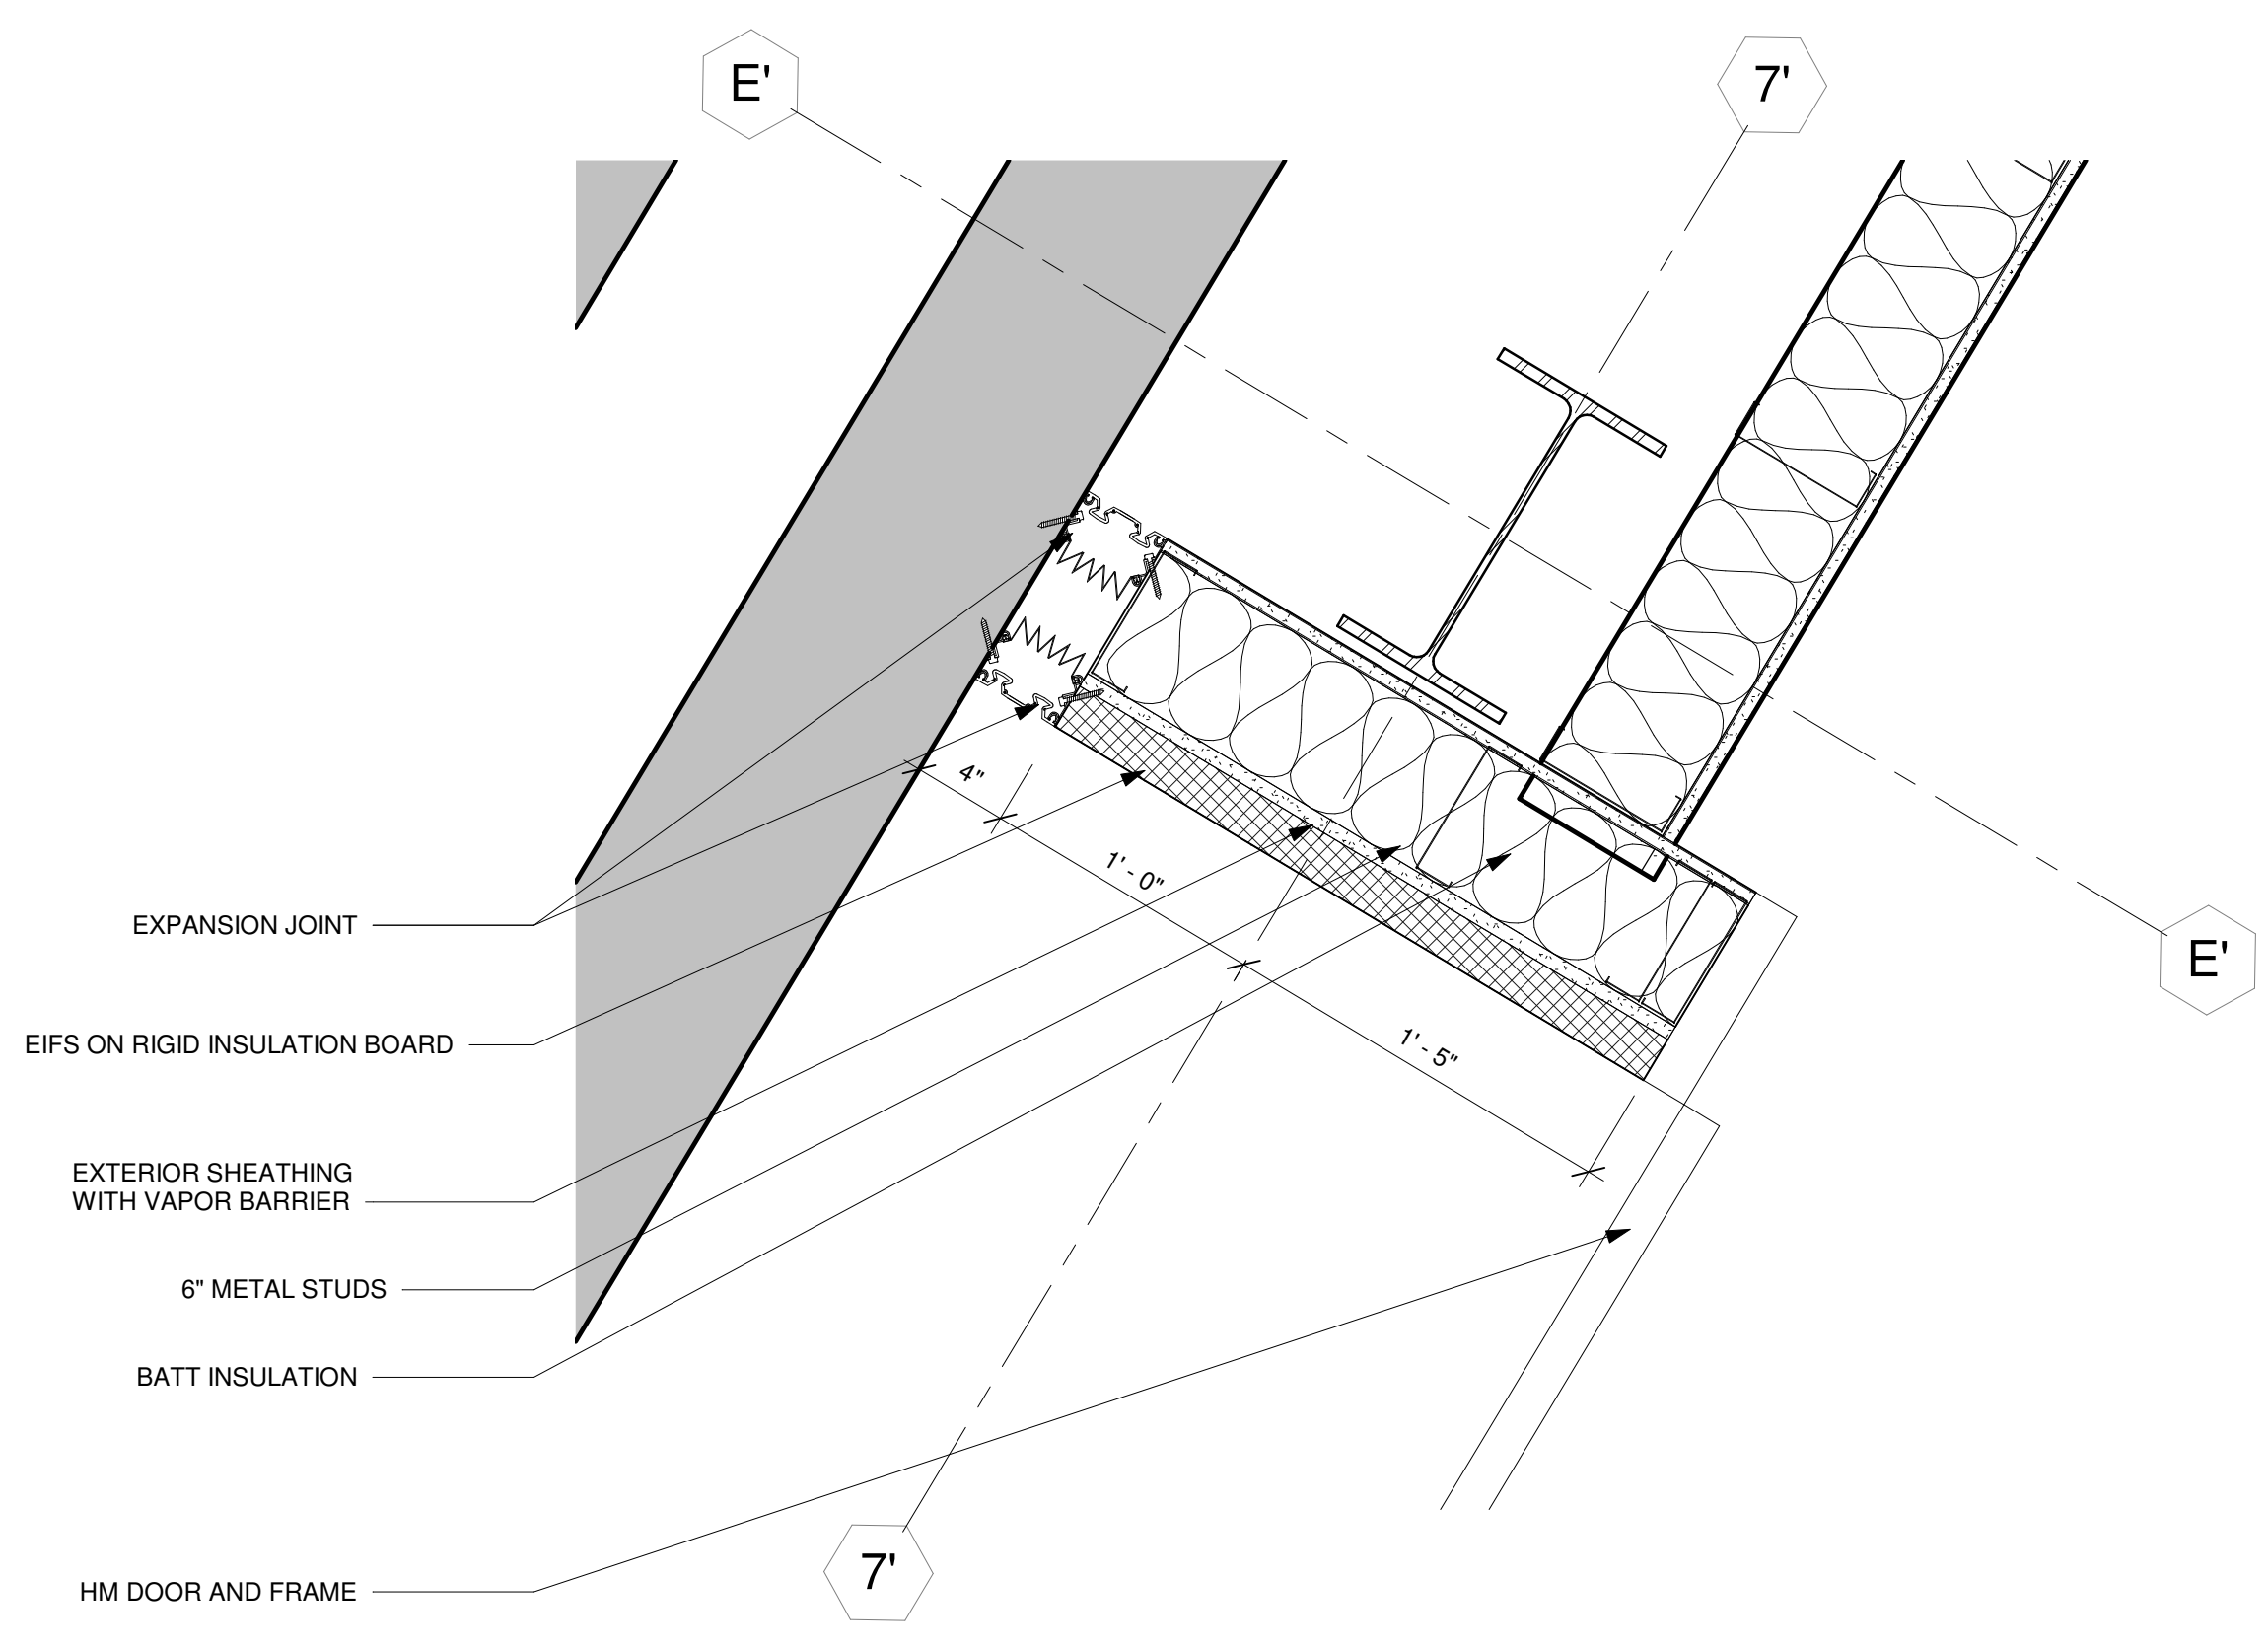 E'
7'
4"
1' - 0"
EXPANSION JOINT
E'
EIFS ON RIGID INSULATION BOARD
1' - 5"
EXTERIOR SHEATHING
WITH VAPOR BARRIER
6" METAL STUDS
BATT INSULATION
7'
HM DOOR AND FRAME